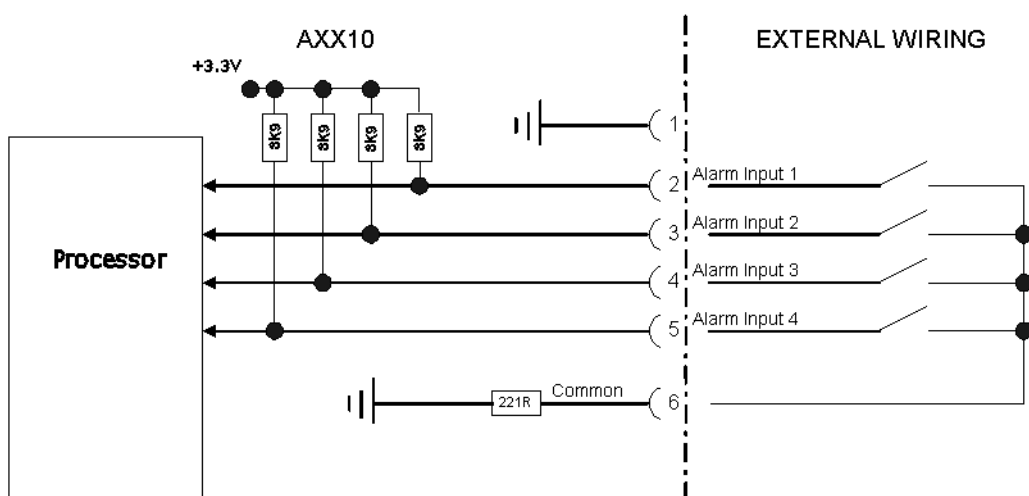 AXX10
EXTERNAL WIRING
+3.3V
8K9
8K9
8K9
8K9
1
2
Alarm Input 1
3
Alarm Input 2
Processor
4
Alarm Input 3
5
Alarm Input 4
221R
Common
6